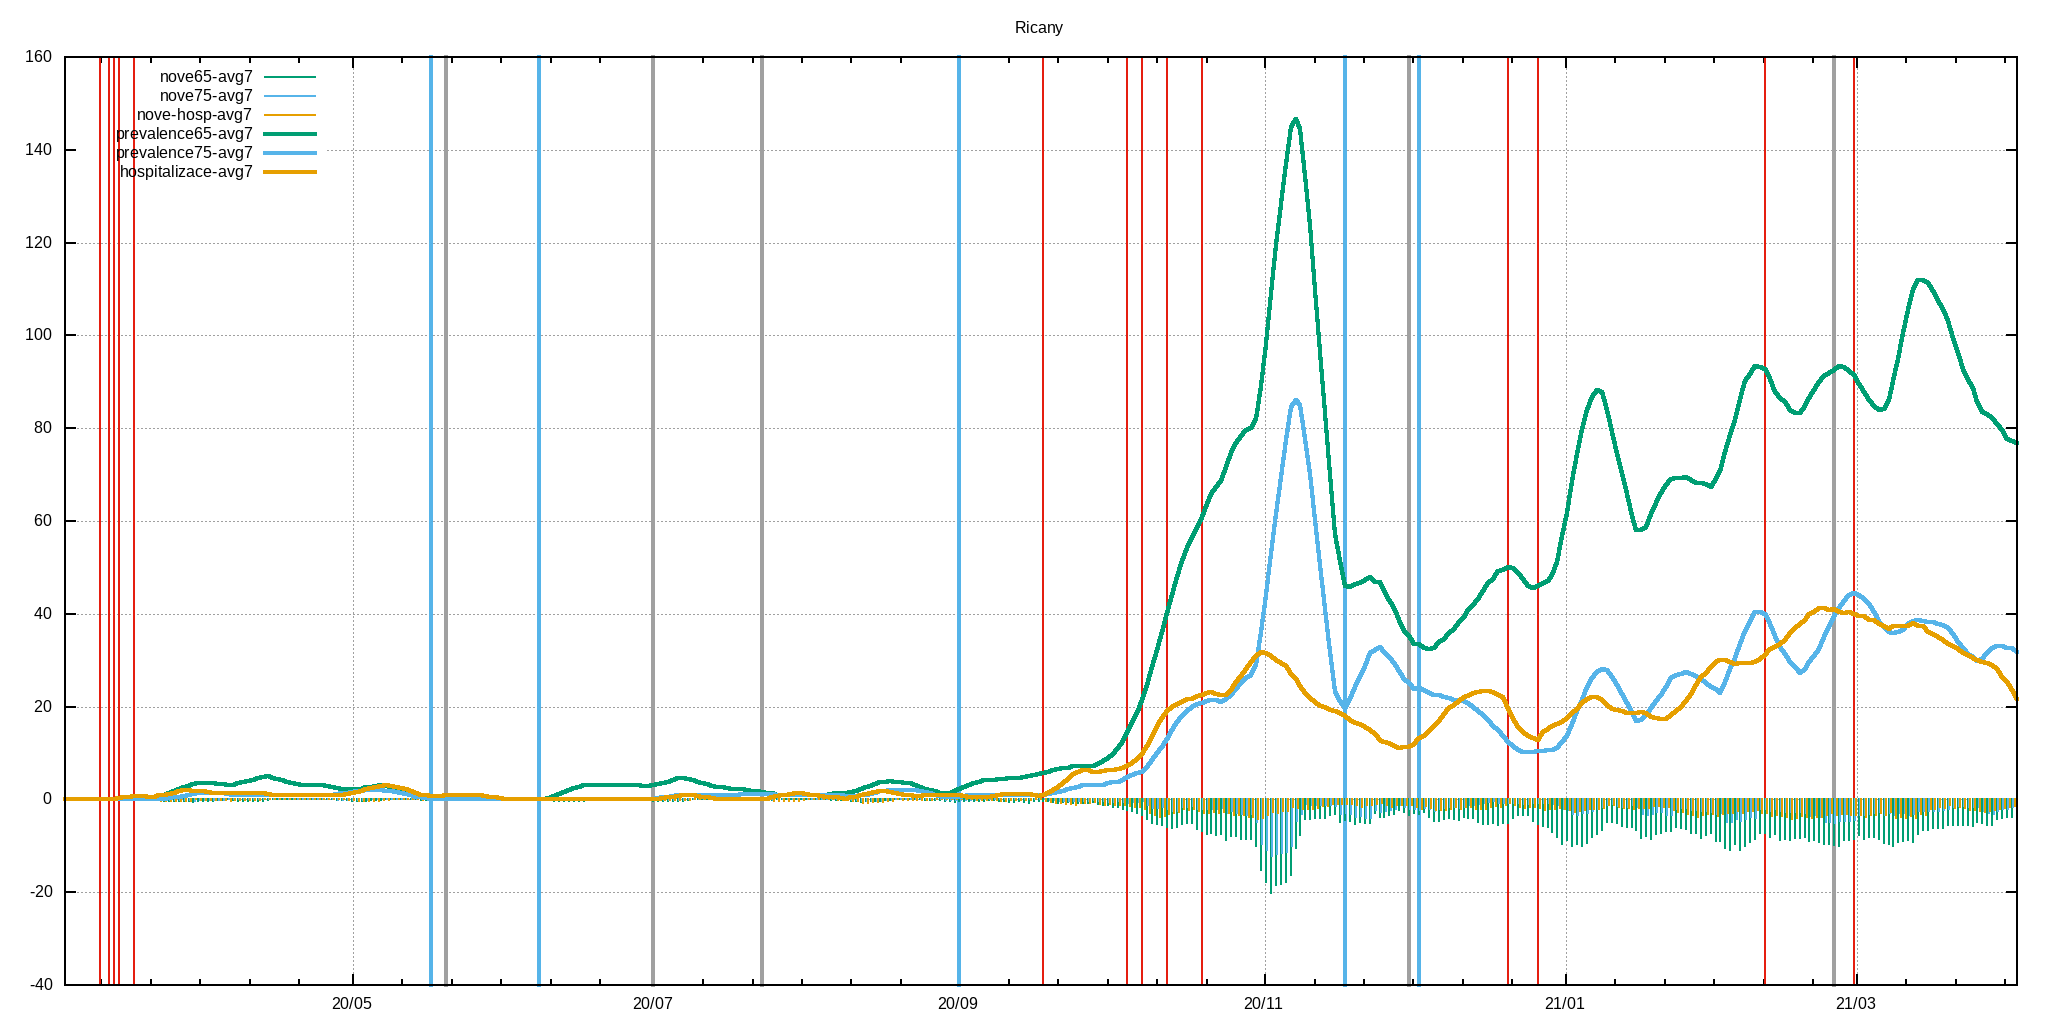 Ricany
160
140
120
100
80
60
40
20
0
-20
-40
nove65-avg7
nove75-avg7
nove-hosp-avg7
prevalence65-avg7
prevalence75-avg7
hospitalizace-avg7
20/05 20/07 20/09 20/11 21/01 21/03